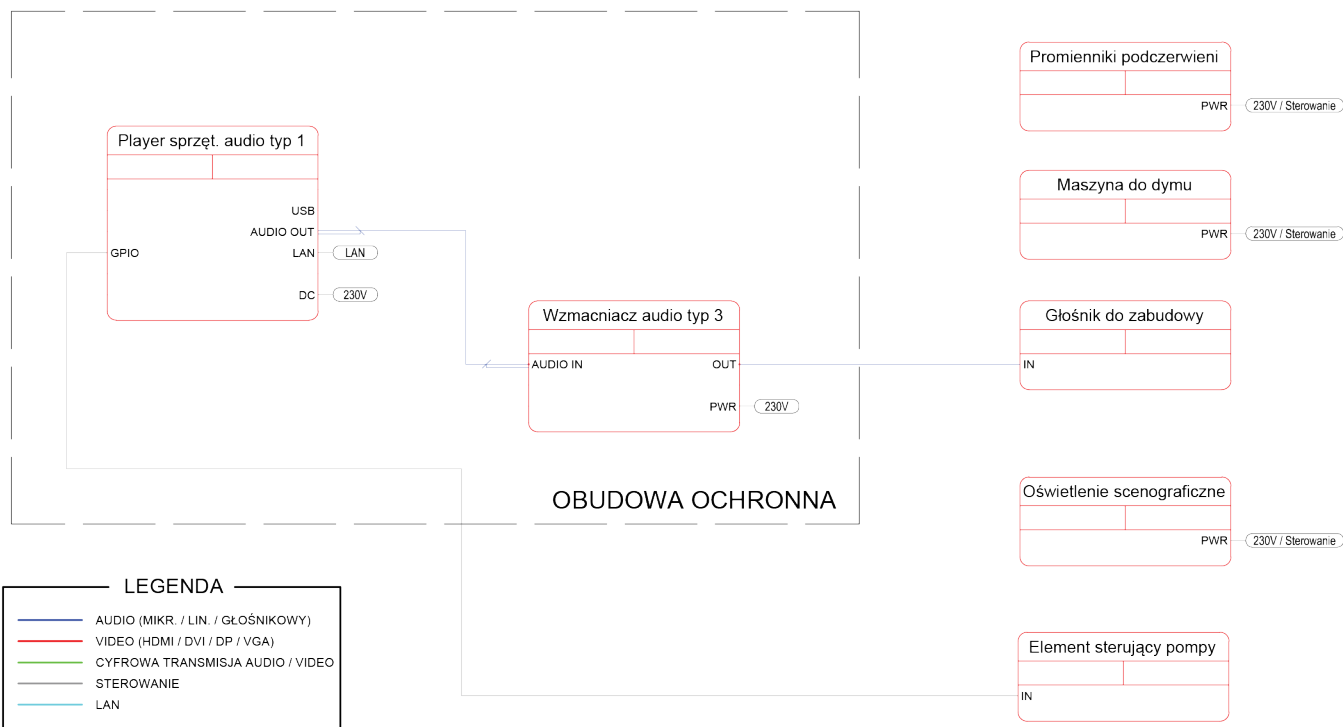 Player sprzęt. audio typ 1
USB
AUDIO OUT
GPIO
LAN
LAN
DC
230V
Wzmacniacz audio typ 3
AUDIO IN
OUT
PWR
230V
OBUDOWA OCHRONNA
Promienniki podczerwieni
PWR
230V / Sterowanie
Maszyna do dymu
PWR
230V / Sterowanie
Głośnik do zabudowy
IN
Oświetlenie scenograficzne
PWR
230V / Sterowanie
Element sterujący pompy
IN
LEGENDA
AUDIO (MIKR. / LIN. / GŁOŚNIKOWY)
VIDEO (HDMI / DVI / DP / VGA)
CYFROWA TRANSMISJA AUDIO / VIDEO
STEROWANIE
LAN